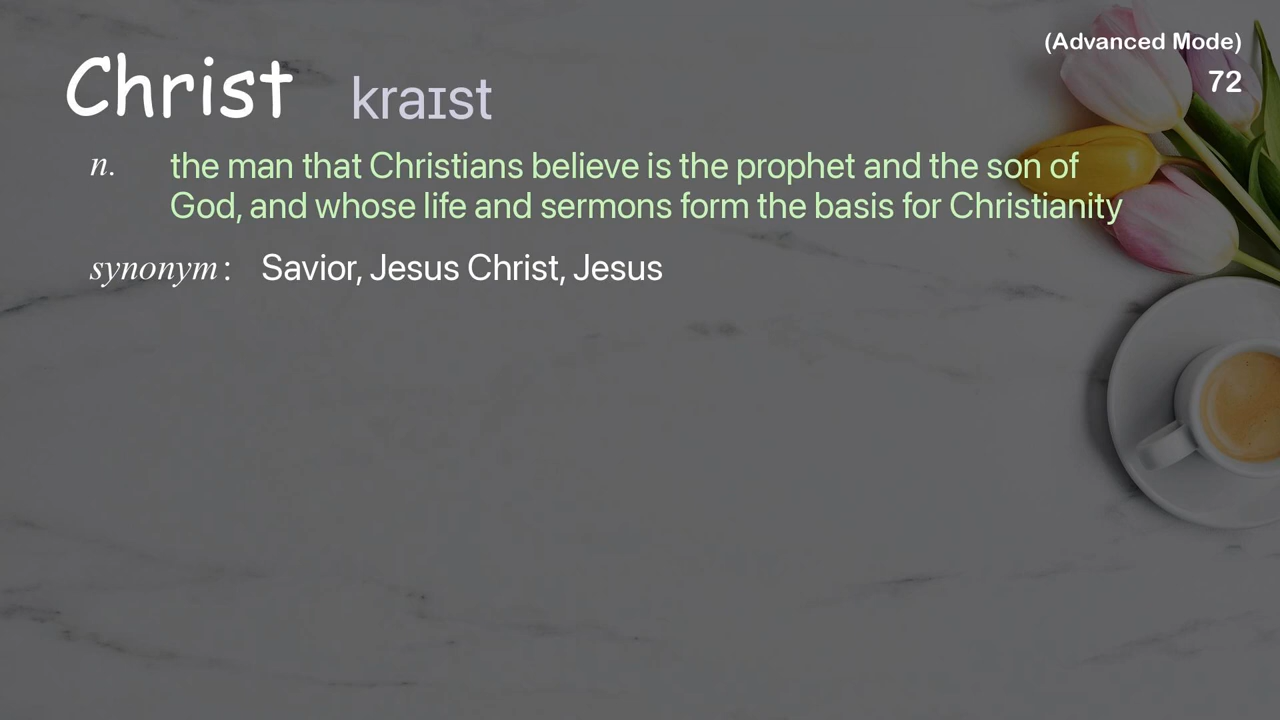 (Advanced Mode)
72
Christ kraɪst
n. the man that Christians believe is the prophet and the son of
God, and whose life and sermons form the basis for Christianity
synonym: Savior, Jesus Christ, Jesus